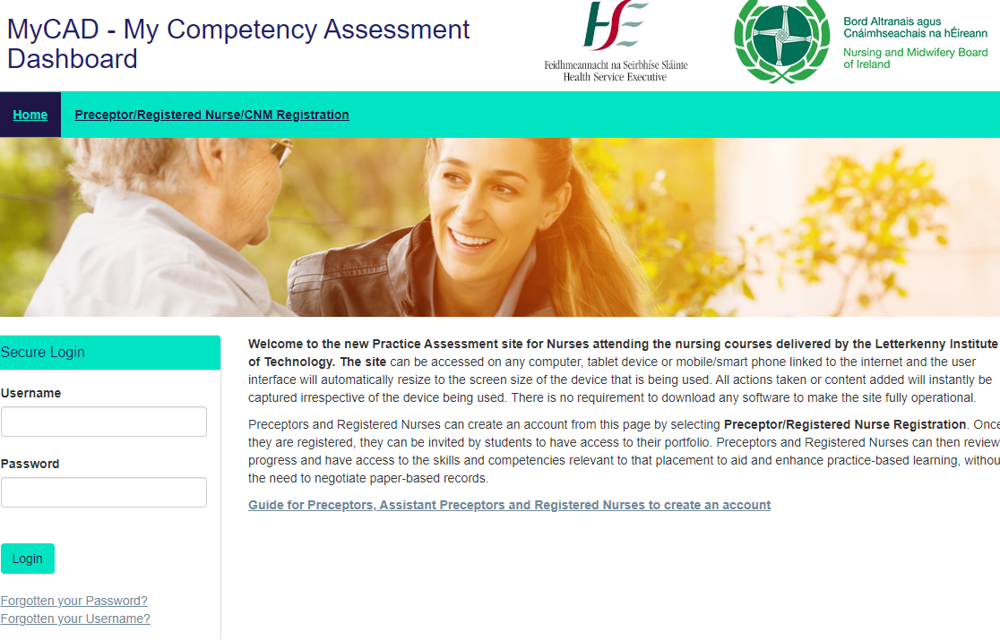 MyCAD - My Competency Assessment
Dashboard
Feidhmeannacht na Seirbhíse Sláinte
Health Service Executive
Bord Altranais agus
Cnáimhseachais na hÉireann
Nursing and Midwifery Board
of Ireland
Home
Preceptor/Registered Nurse/CNM Registration
Secure Login
Username
Password
Login
Forgotten your Password?
Forgotten your Username?
Welcome to the new Practice Assessment site for Nurses attending the nursing courses delivered by the Letterkenny Institute
of Technology. The site can be accessed on any computer, tablet device or mobile/smart phone linked to the internet and the user
interface will automatically resize to the screen size of the device that is being used. All actions taken or content added will instantly be
captured irrespective of the device being used. There is no requirement to download any software to make the site fully operational.
Preceptors and Registered Nurses can create an account from this page by selecting Preceptor/Registered Nurse Registration. Once
they are registered, they can be invited by students to have access to their portfolio. Preceptors and Registered Nurses can then review
progress and have access to the skills and competencies relevant to that placement to aid and enhance practice-based learning, withou
the need to negotiate paper-based records.
Guide for Preceptors, Assistant Preceptors and Registered Nurses to create an account